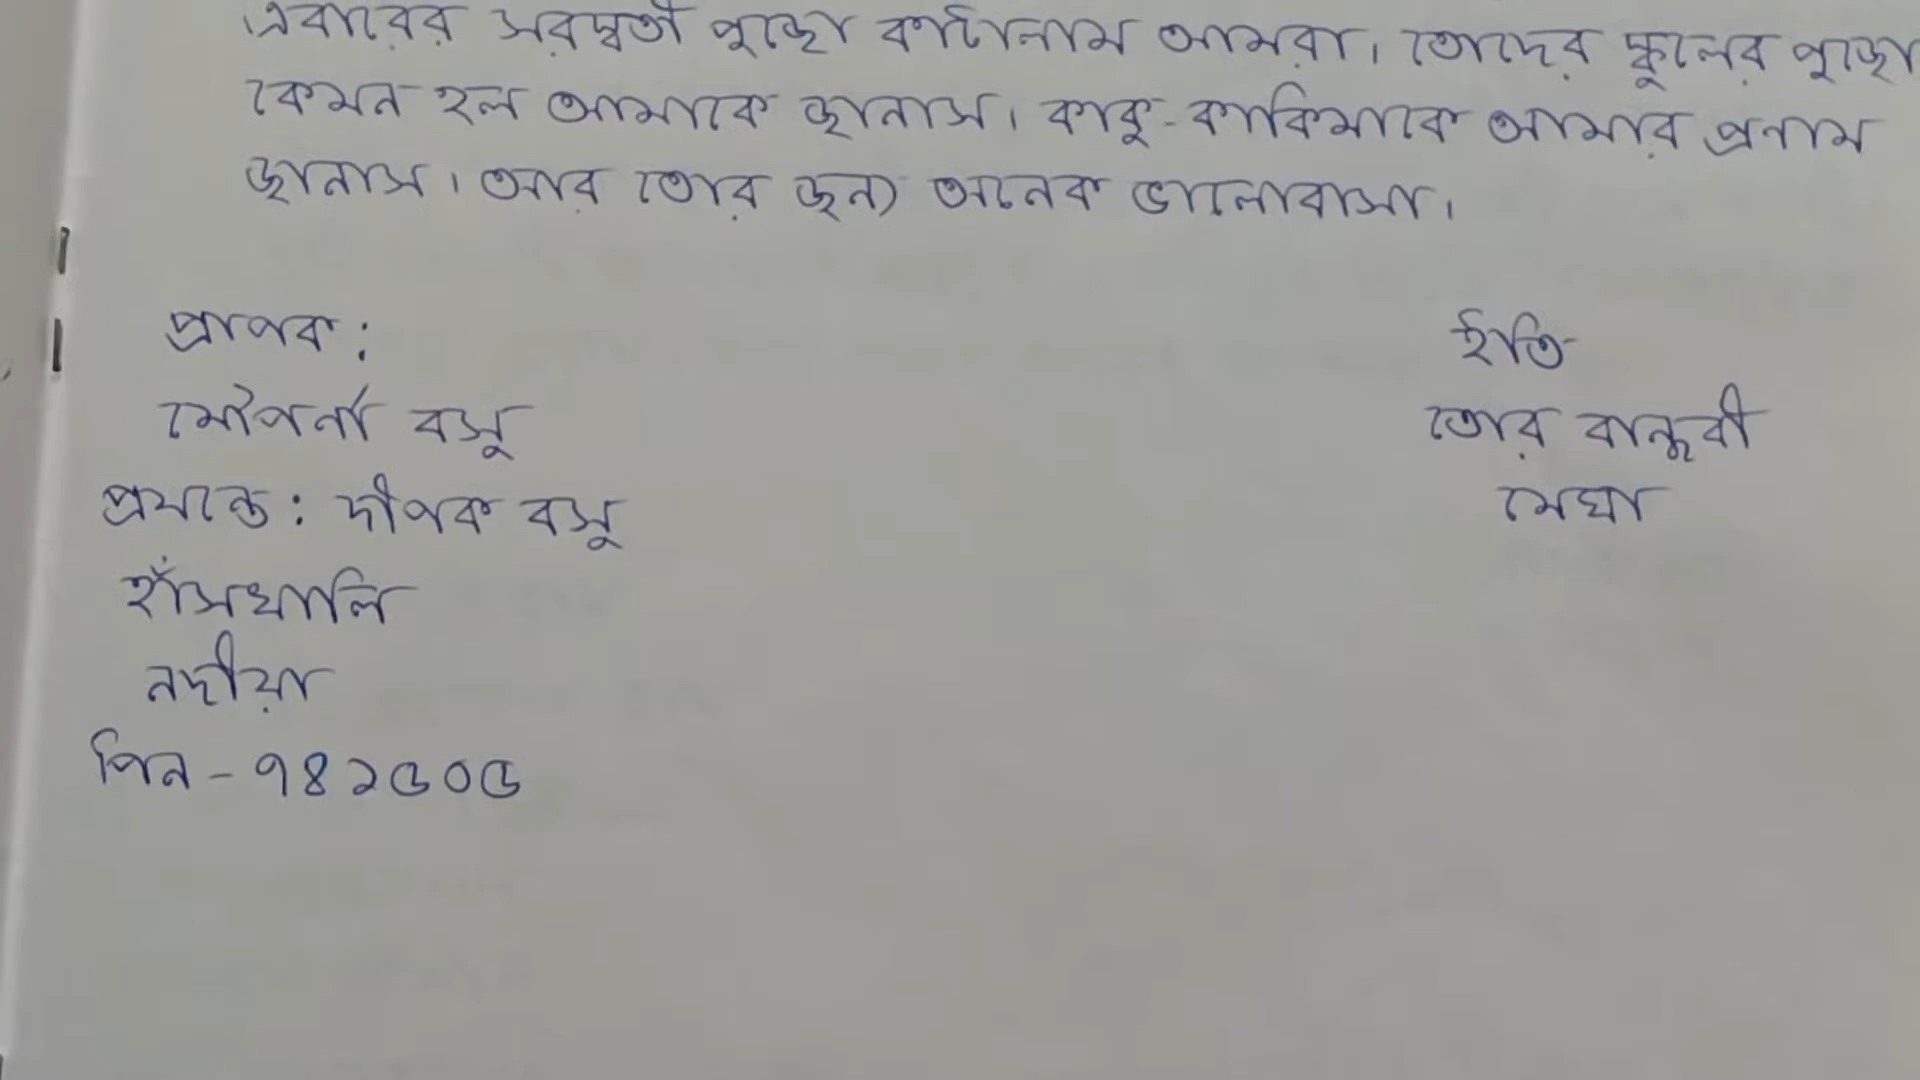 এবারের সরস্বতী পুজো কাটালাম আমরা। তোদের স্কুলের পুজো
কেমন হল আমাকে জানাস। কাকু-কাকিমাকে আমার প্রনাম
জানাস। আর তোর জন্য অনেক ভালোবাসা।
প্রাপক:
মৌপর্না বসু
প্রযত্নে: দীপক বসু
হাঁসখালি
নদীয়া
পিন - ৭৪১৫০৫
ইতি
তোর বান্ধবী
মেঘা